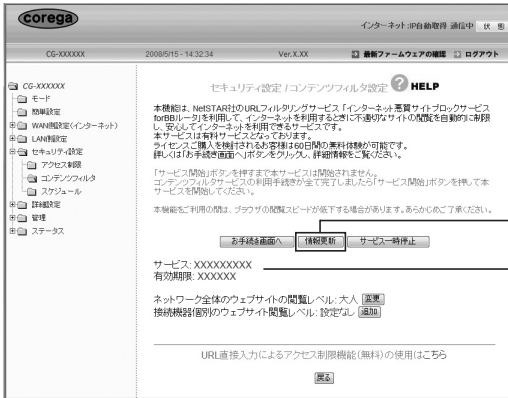 corega
インターネット:IP自動取得 通信中 状 態
CG-XXXXXX 2008/5/15 - 14:32:34 Ver.X.XX 最新ファームウェアの確認 ログアウト
CG-XXXXXX
モード
簡単設定
WAN側設定(インターネット)
LAN側設定
セキュリティ設定
アクセス制限
コンテンツフィルタ
スケジュール
詳細設定
管理
ステータス
セキュリティ設定 /コンテンツフィルタ設定 ? HELP
本機能は、NetSTAR社のURLフィルタリングサービス「インターネット悪質サイトブロックサービス
forBBルータ」を利用して、インターネットを利用するときに不適切なサイトの閲覧を自動的に制限
し、安心してインターネットを利用できるサービスです。
本サービスは有料サービスとなっております。
ライセンスご購入を検討されるお客様は60日間の無料体験が可能です。
詳しくは「お手続き画面へ」ボタンをクリックし、詳細情報をご覧ください。
「サービス開始」ボタンを押すまで本サービスは開始されません。
コンテンツフィルタサービスの利用手続きが全て完了しましたら「サービス開始」ボタンを押して本
サービスを開始してください。
本機能をご利用の間は、ブラウザの閲覧スピードが低下する場合があります。あらかじめご了承ください。
お手続き画面へ 情報更新 サービス一時停止
サービス: XXXXXXXXX
有効期限: XXXXXX
ネットワーク全体のウェブサイトの閲覧レベル: 大人 変更
接続機器個別のウェブサイト閲覧レベル: 設定なし 追加
URL直接入力によるアクセス制限機能(無料)の使用はこちら
戻る